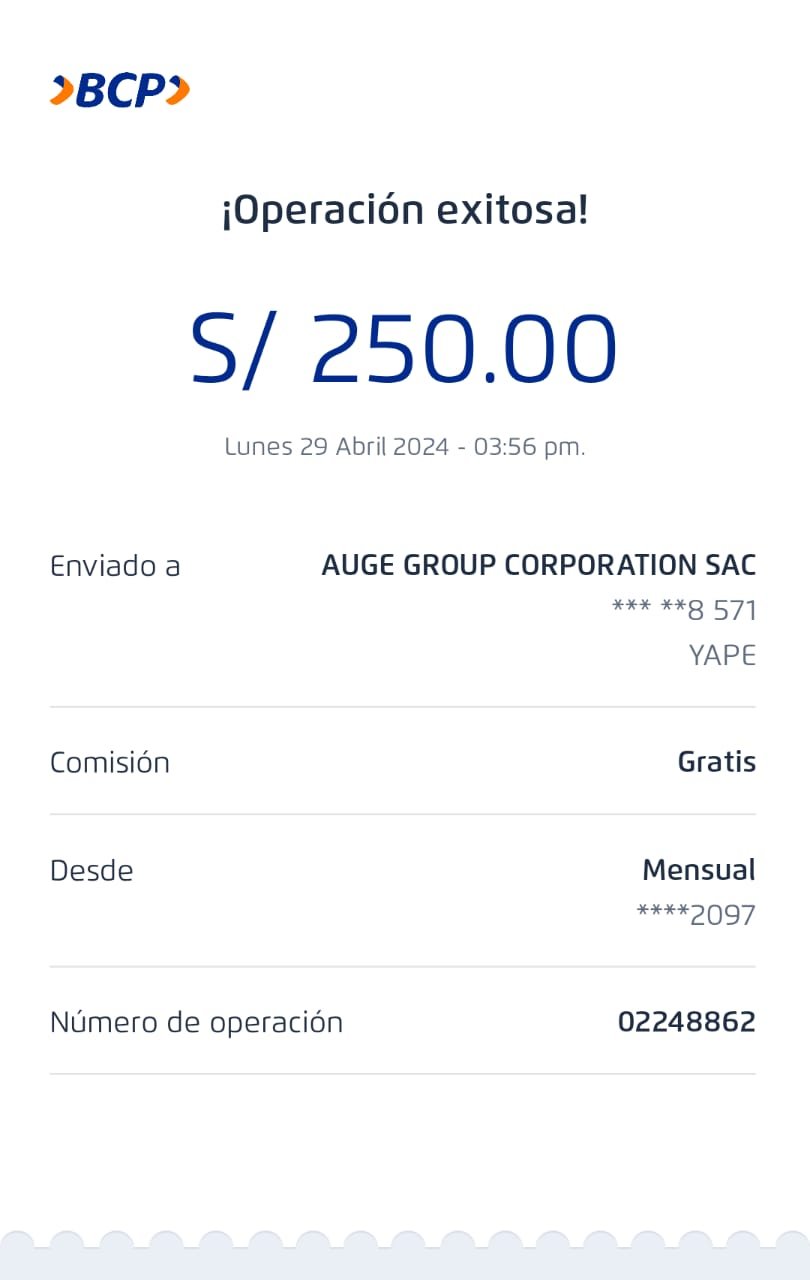 BCP
¡Operación exitosa!
S/ 250.00
Lunes 29 Abril 2024 - 03:56 pm.
Enviado a AUGE GROUP CORPORATION SAC
*** **8 571
YAPE
Comisión Gratis
Desde Mensual
****2097
Número de operación 02248862